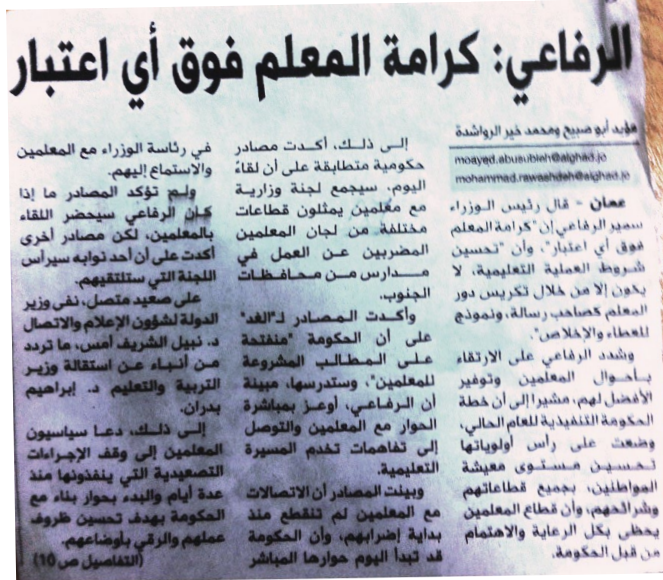 الرفاعي: كرامة المعلم فوق أي اعتبار
مؤيد أبو صبيح ومحمد خير الرواشدة
moayed.abusubieh@alghad.jo
mohammad.rawashdeh@alghad.jo
عمان - قال رئيس الوزراء
سمير الرفاعي إن "كرامة المعلم
فوق أي اعتبار"، وأن "تحسين
شروط العملية التعليمية، لا
يكون إلا من خلال تكريس دور
المعلم كصاحب رسالة، ونموذج
للعطاء والإخلاص".
وشدد الرفاعي على الارتقاء
بأحوال المعلمين وتوفير
الأفضل لهم، مشيرا إلى أن خطة
الحكومة التنفيذية للعام الحالي،
وضعت على رأس أولوياتها
تحسين مستوى معيشة
المواطنين، بجميع قطاعاتهم
وشرائحهم، وأن قطاع المعلمين
يحظى بكل الرعاية والاهتمام
من قبل الحكومة.
إلى ذلك، أكدت مصادر
حكومية متطابقة على أن لقاءً
اليوم، سيجمع لجنة وزارية
مع معلمين يمثلون قطاعات
مختلفة من لجان المعلمين
المضربين عن العمل في
مدارس من محافظات
الجنوب.
وأكدت المصادر لـ"الغد"
على أن الحكومة "منفتحة
على المطالب المشروعة
للمعلمين"، وستدرسها، مبينة
أن الرفاعي، أوعز بمباشرة
الحوار مع المعلمين والتوصل
إلى تفاهمات تخدم المسيرة
التعليمية.
وبينت المصادر أن الاتصالات
مع المعلمين لم تنقطع منذ
بداية إضرابهم، وأن الحكومة
قد تبدأ اليوم حوارها المباشر
في رئاسة الوزراء مع المعلمين
والاستماع إليهم.
ولم تؤكد المصادر ما إذا
كان الرفاعي سيحضر اللقاء
بالمعلمين، لكن مصادر أخرى
أكدت على أن أحد نوابه سيرأس
اللجنة التي ستلتقيهم.
على صعيد متصل، نفى وزير
الدولة لشؤون الإعلام والاتصال
د. نبيل الشريف أمس، ما تردد
من أنباء عن استقالة وزير
التربية والتعليم د. إبراهيم
بدران.
إلى ذلك، دعا سياسيون
المعلمين إلى وقف الإجراءات
التصعيدية التي ينفذونها منذ
عدة أيام والبدء بحوار بناء مع
الحكومة بهدف تحسين ظروف
عملهم والرقي بأوضاعهم.
(التفاصيل ص 10)